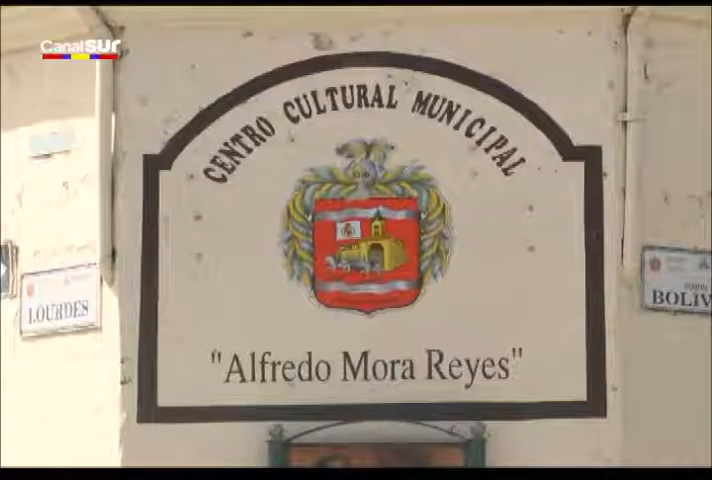 CanalSUR
CENTRO CULTURAL MUNICIPAL
"Alfredo Mora Reyes"
LOURDES
BOLIV